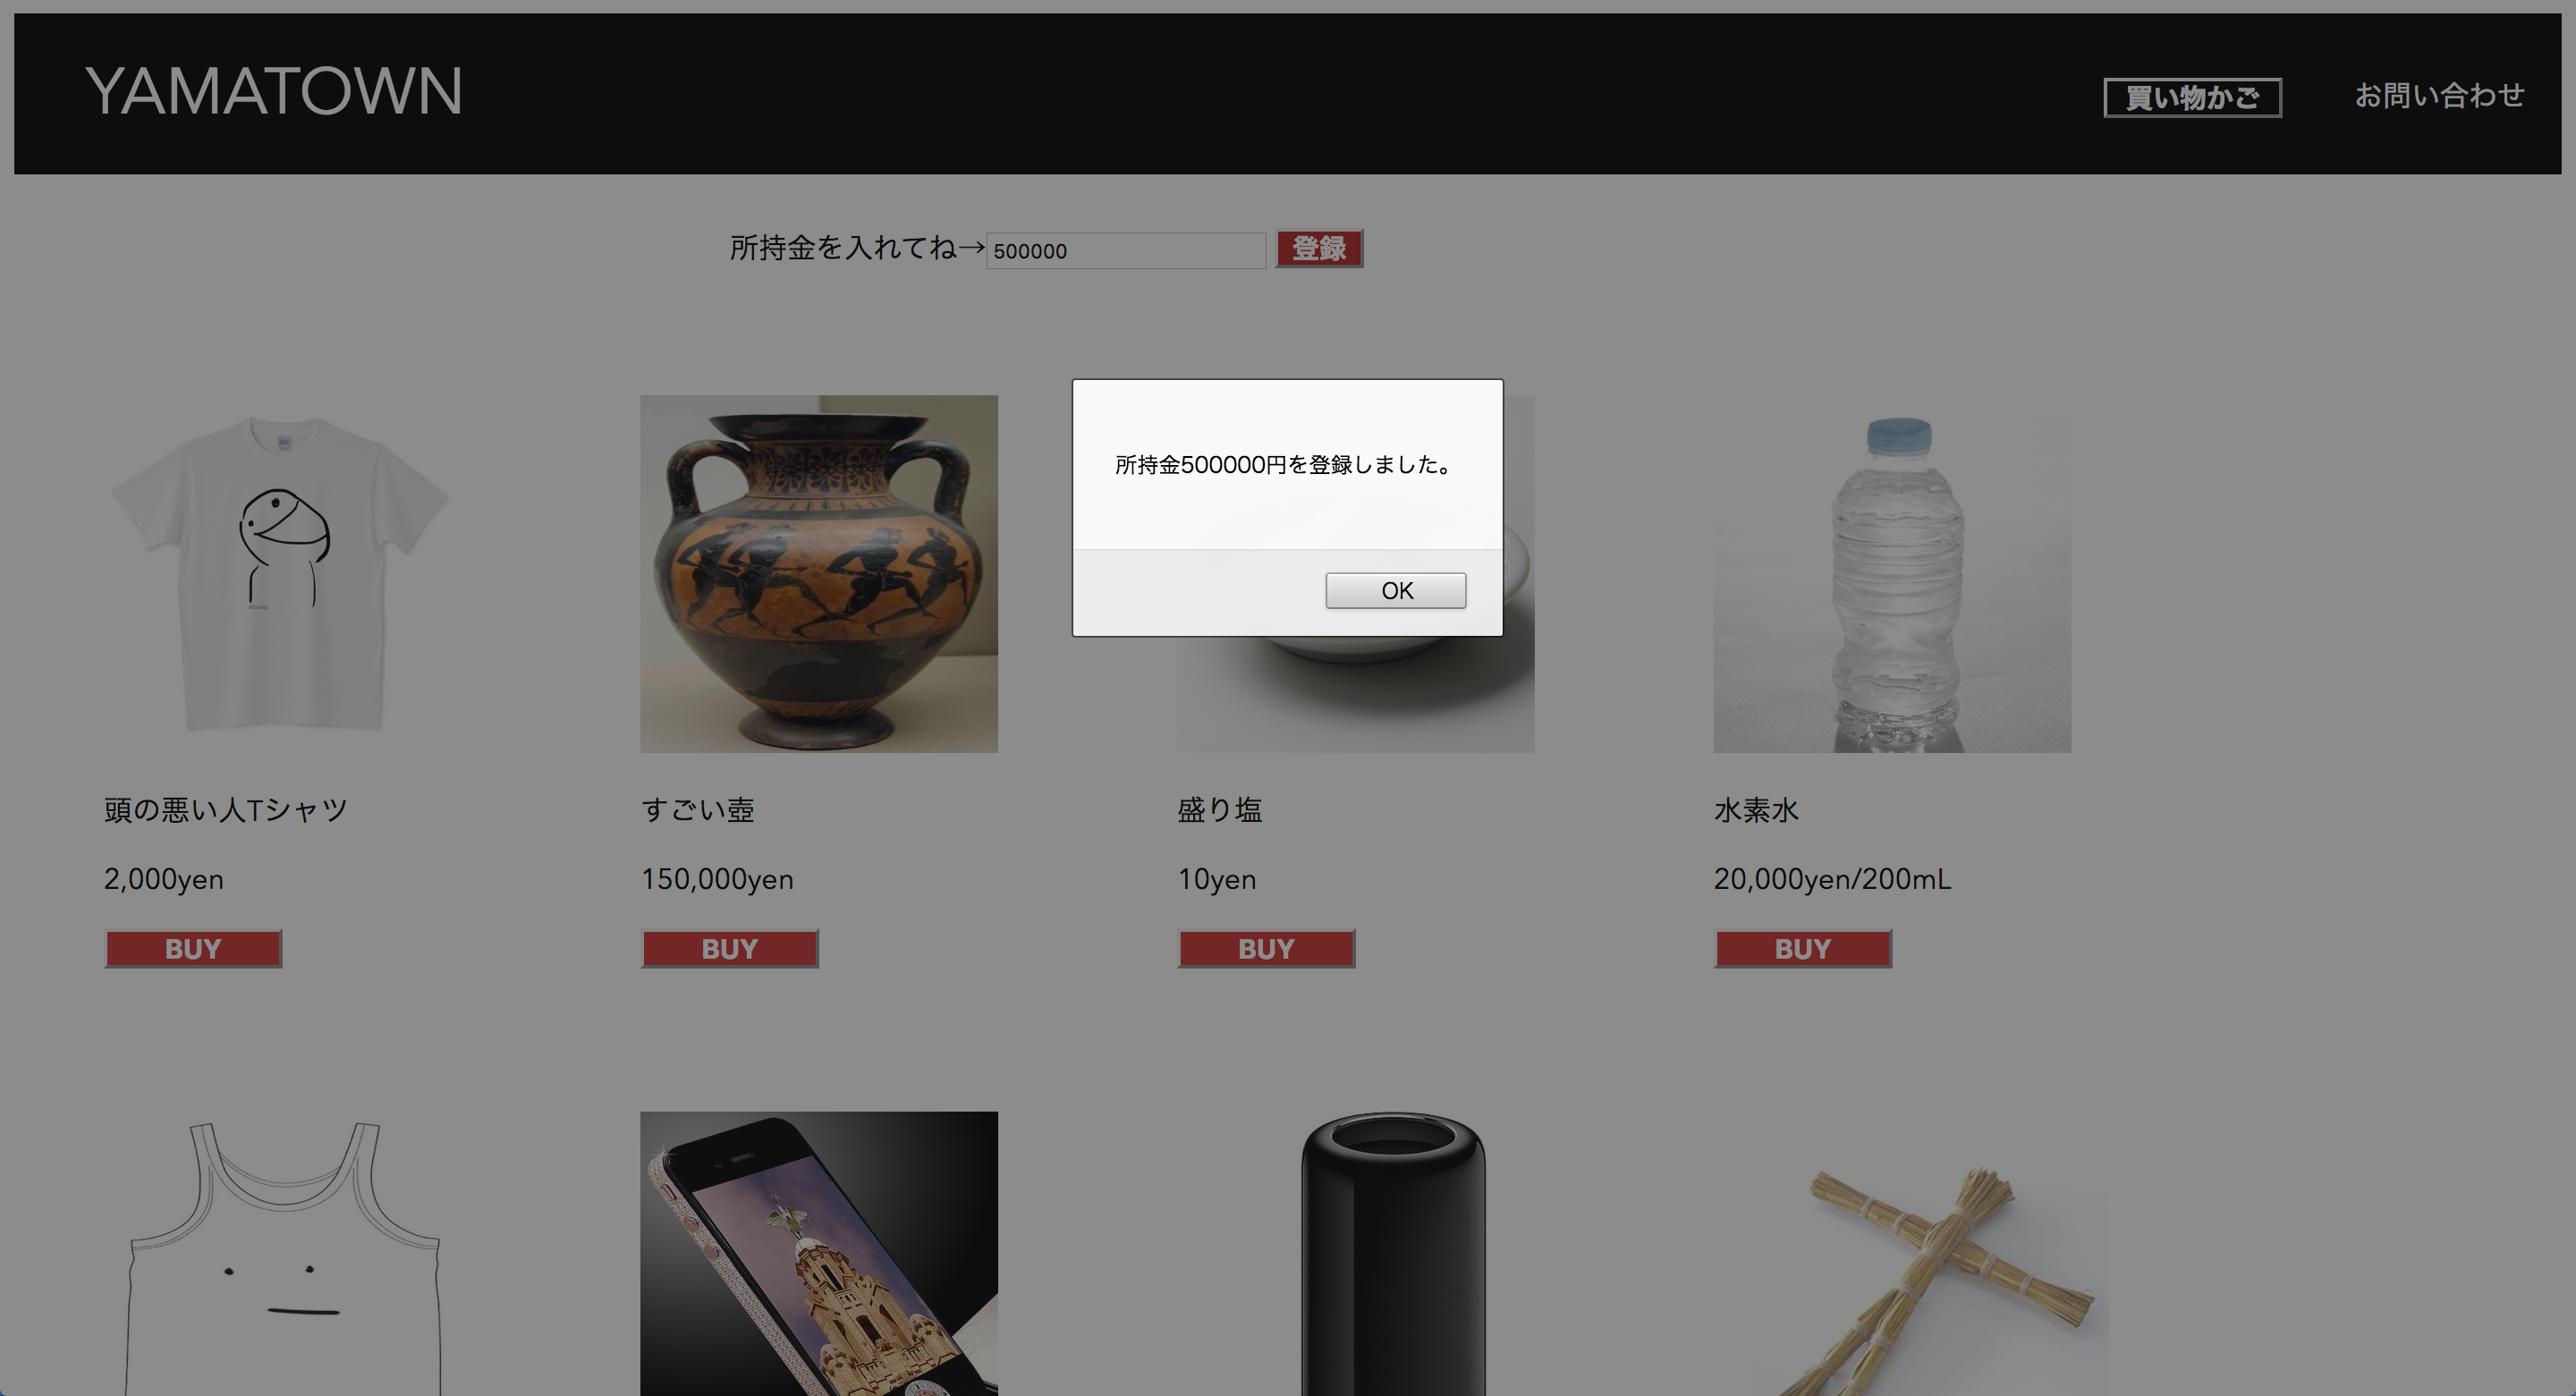 YAMATOWN
買い物かご
お問い合わせ
所持金を入れてね→ 500000 登録
所持金500000円を登録しました。
OK
頭の悪い人Tシャツ
2,000yen
BUY
すごい壺
150,000yen
BUY
盛り塩
10yen
BUY
水素水
20,000yen/200mL
BUY